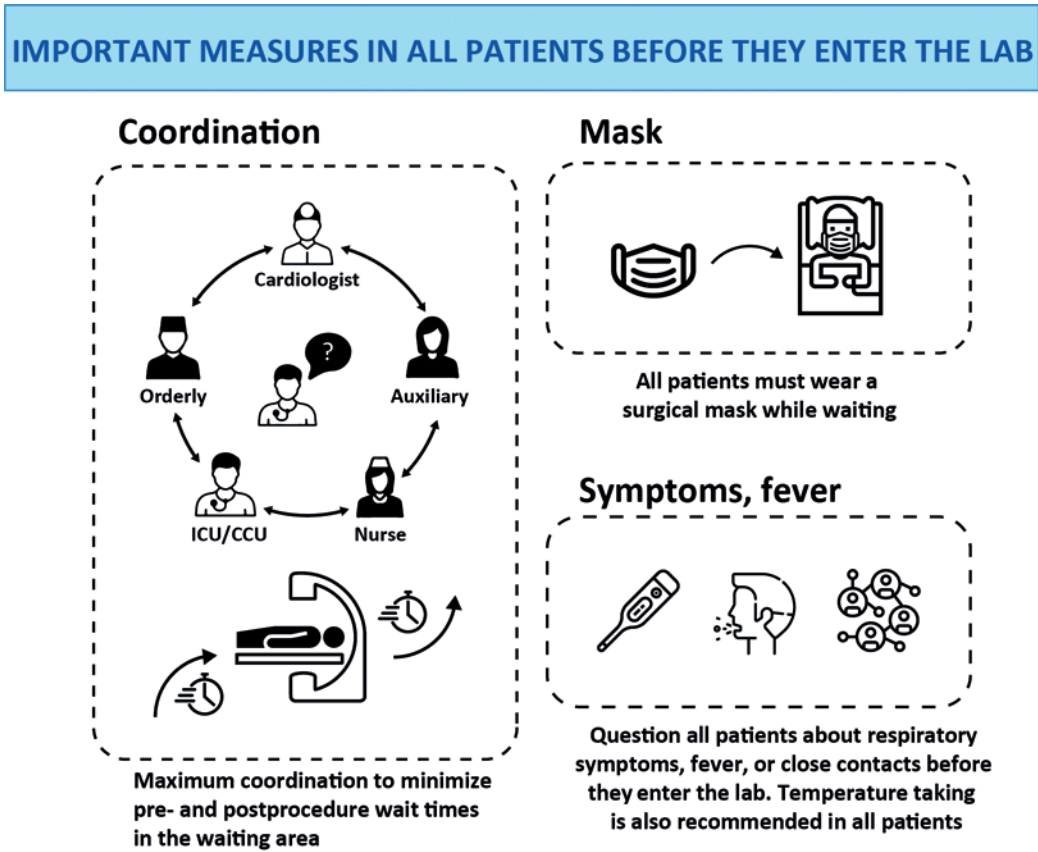 IMPORTANT MEASURES IN ALL PATIENTS BEFORE THEY ENTER THE LAB
Coordination
Cardiologist
Orderly
?
Auxiliary
ICU/CCU
Nurse
Maximum coordination to minimize
pre- and postprocedure wait times
in the waiting area
Mask
All patients must wear a
surgical mask while waiting
Symptoms, fever
Question all patients about respiratory
symptoms, fever, or close contacts before
they enter the lab. Temperature taking
is also recommended in all patients